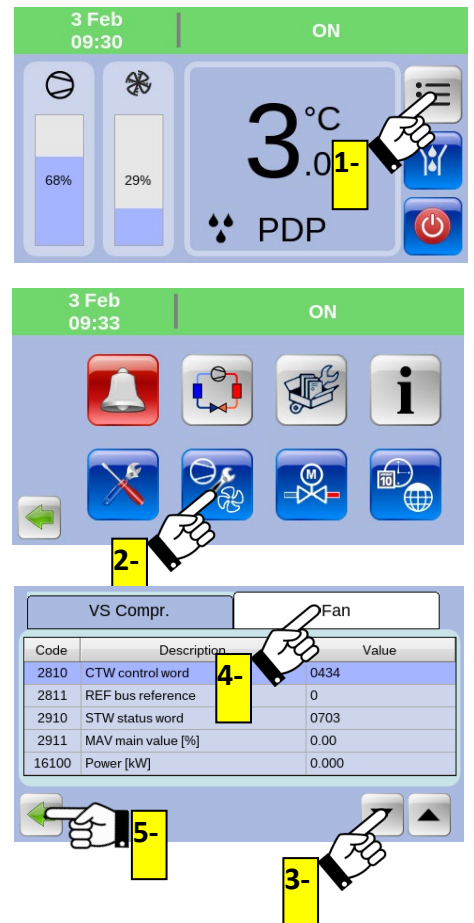 3 Feb
09:30
ON
68%
29%
3 °C
.0
1-
PDP
3 Feb
09:33
ON
i
M
10
2-
VS Compr.
Fan
Code Description Value
4-
2810 CTW control word 0434
2811 REF bus reference 0
2910 STW status word 0703
2911 MAV main value [%] 0.00
16100 Power [kW] 0.000
5-
3-